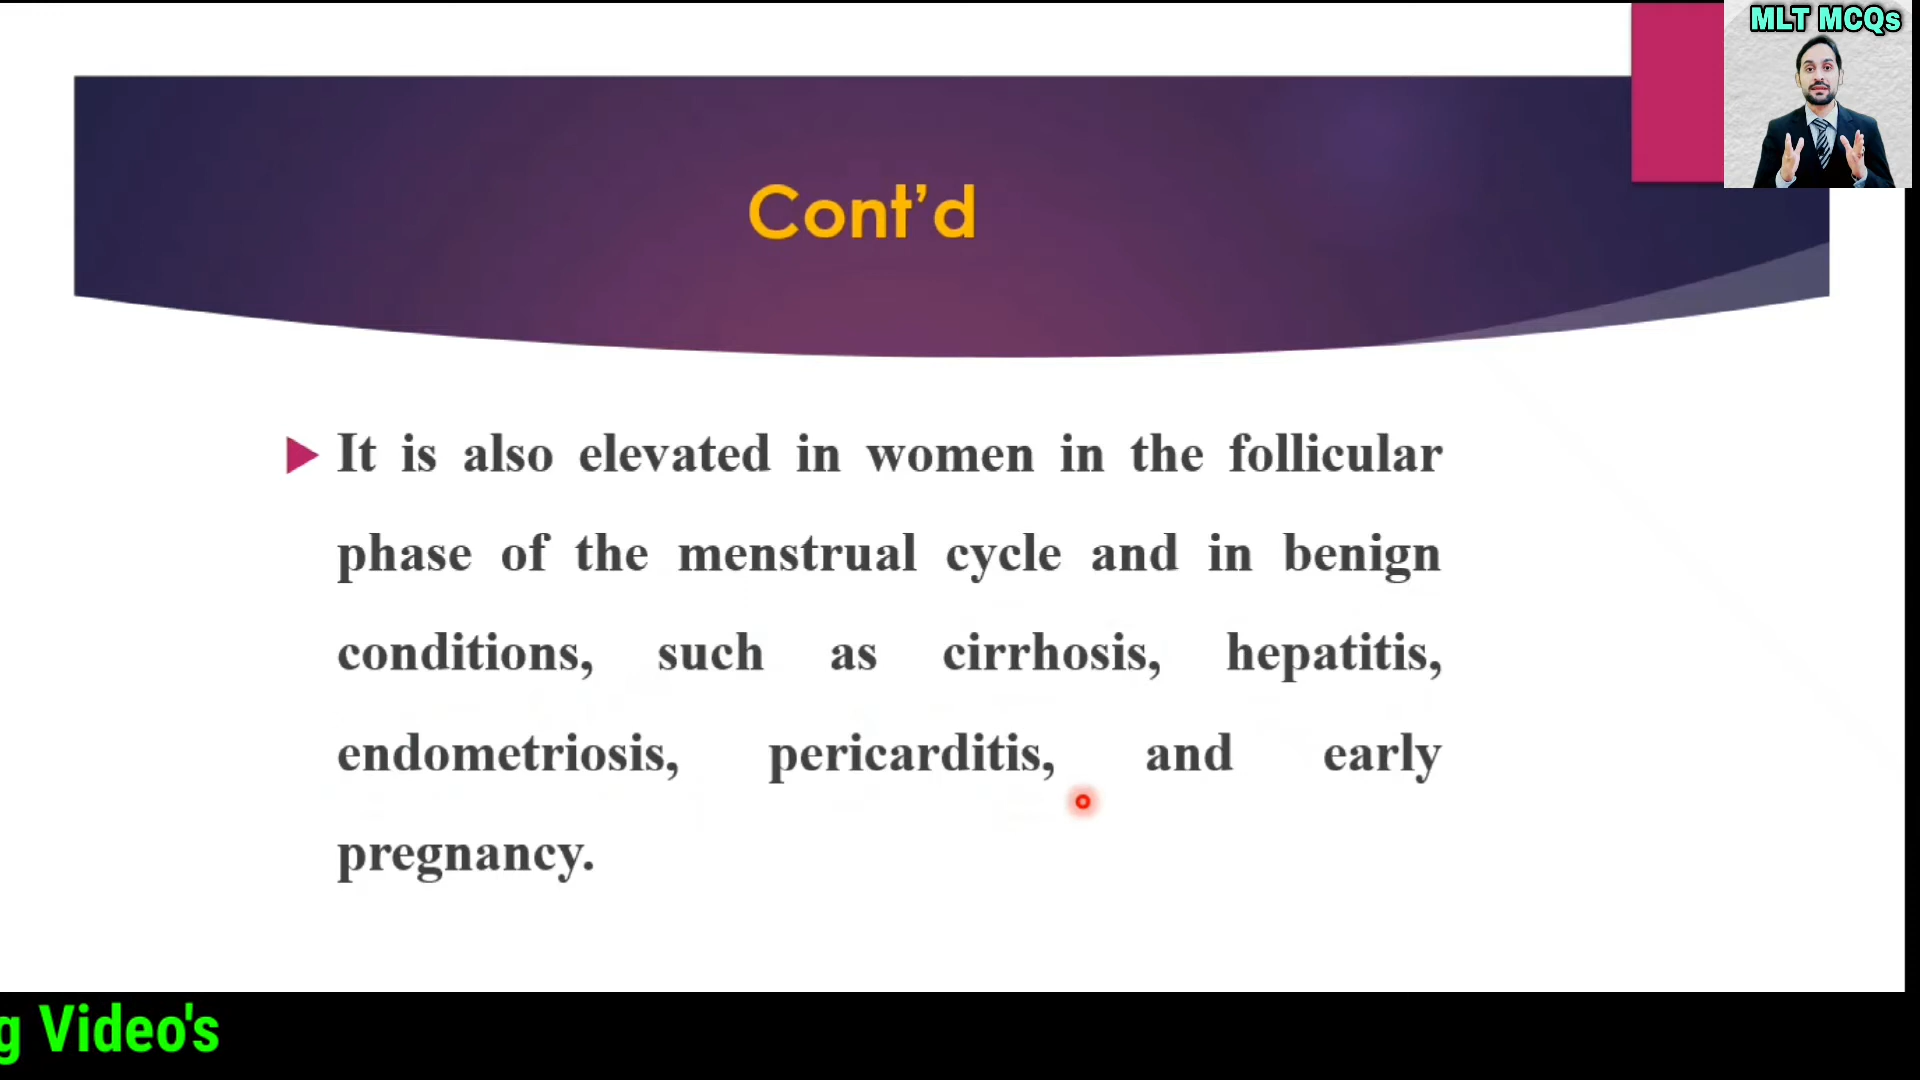 MLT MCQs
Cont’d
It is also elevated in women in the follicular
phase of the menstrual cycle and in benign
conditions, such as cirrhosis, hepatitis,
endometriosis, pericarditis, and early
pregnancy.
g Video's